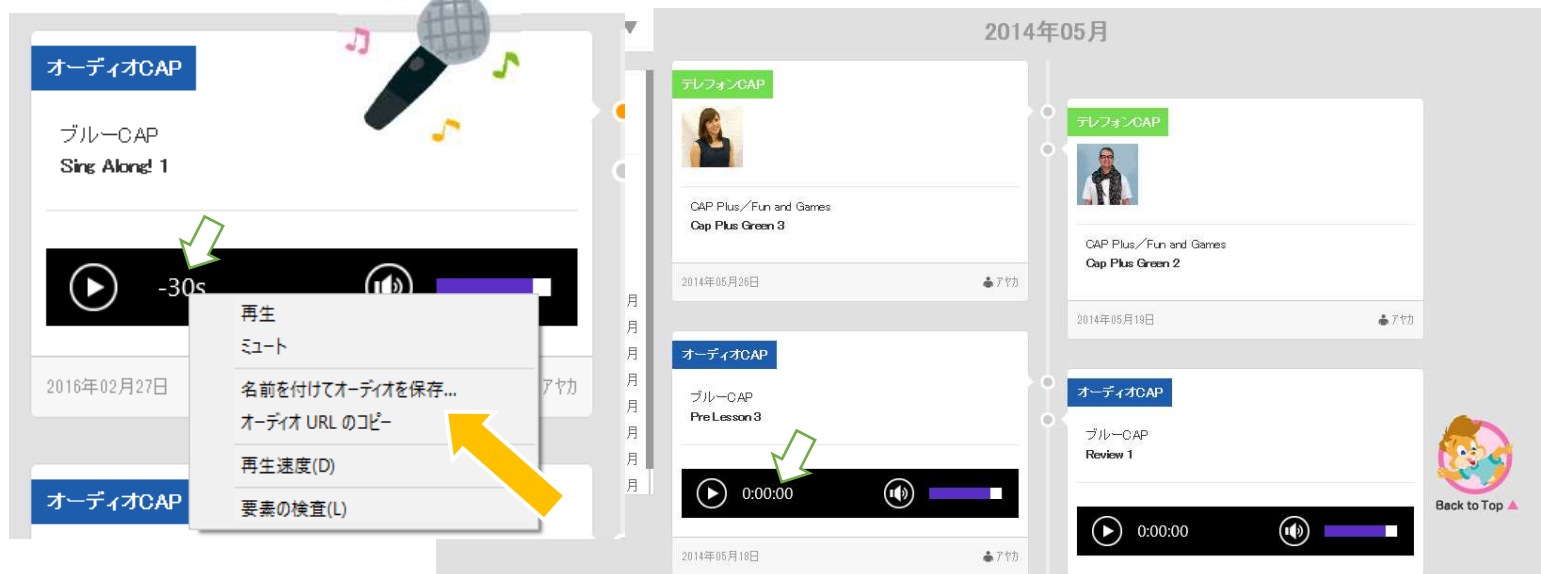 オーディオCAP
ブルーCAP
Sing Along! 1
-30s
再生
ミュート
名前を付けてオーディオを保存...
オーディオ URL のコピー
再生速度(D)
要素の検査(L)
2016年02月27日
アヤカ
オーディオCAP
▼
月
月
月
月
月
月
月
月
2014年05月
テレフォンCAP
CAP Plus／Fun and Games
Cap Plus Green 3
2014年05月26日
アヤカ
テレフォンCAP
CAP Plus／Fun and Games
Cap Plus Green 2
2014年05月19日
アヤカ
オーディオCAP
ブルーCAP
Pre Lesson 3
0:00:00
2014年05月18日
アヤカ
オーディオCAP
ブルーCAP
Review 1
0:00:00
Back to Top ▲